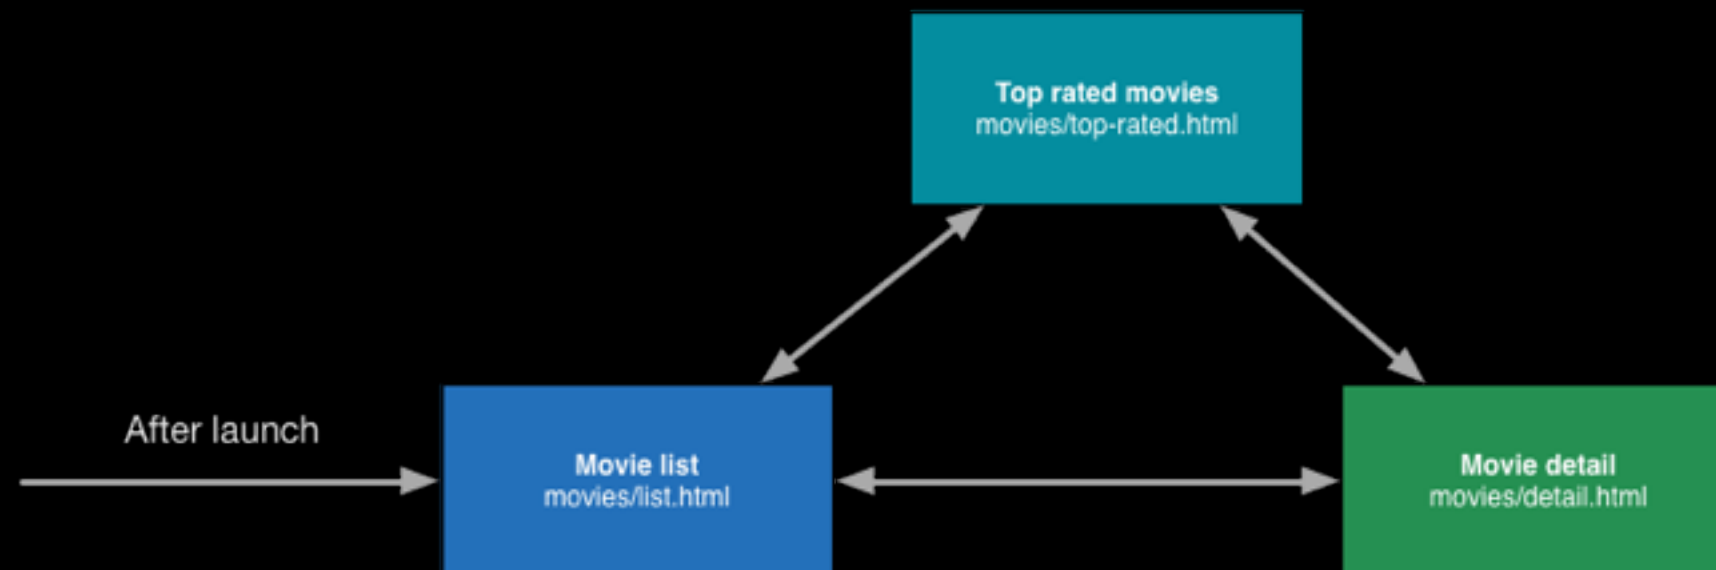 Top rated movies
movies/top-rated.html
After launch
Movie list
movies/list.html
Movie detail
movies/detail.html